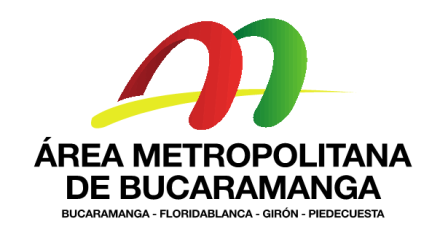 ÁREA METROPOLITANA
DE BUCARAMANGA
BUCARAMANGA - FLORIDABLANCA - GIRÓN - PIEDECUESTA